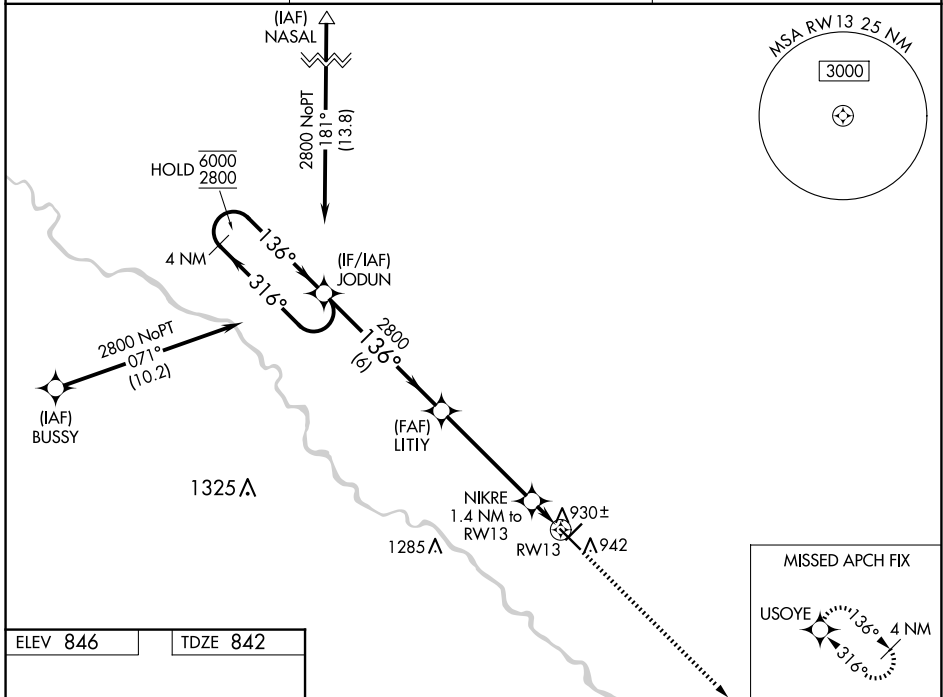 (IAF)
NASAL
2800 NoPT
181°
(13.8)
MSA RW13 25 NM
3000
HOLD 6000
2800
4 NM
136°
316°
(IF/IAF)
JODUN
2800
136°
(6)
2800 NoPT
071°
(10.2)
(IAF)
BUSSY
(FAF)
LITIY
1325
NIKRE
1.4 NM to
RW13
930±
RW13
942
1285
MISSED APCH FIX
USOYE
136°
4 NM
316°
ELEV 846
TDZE 842